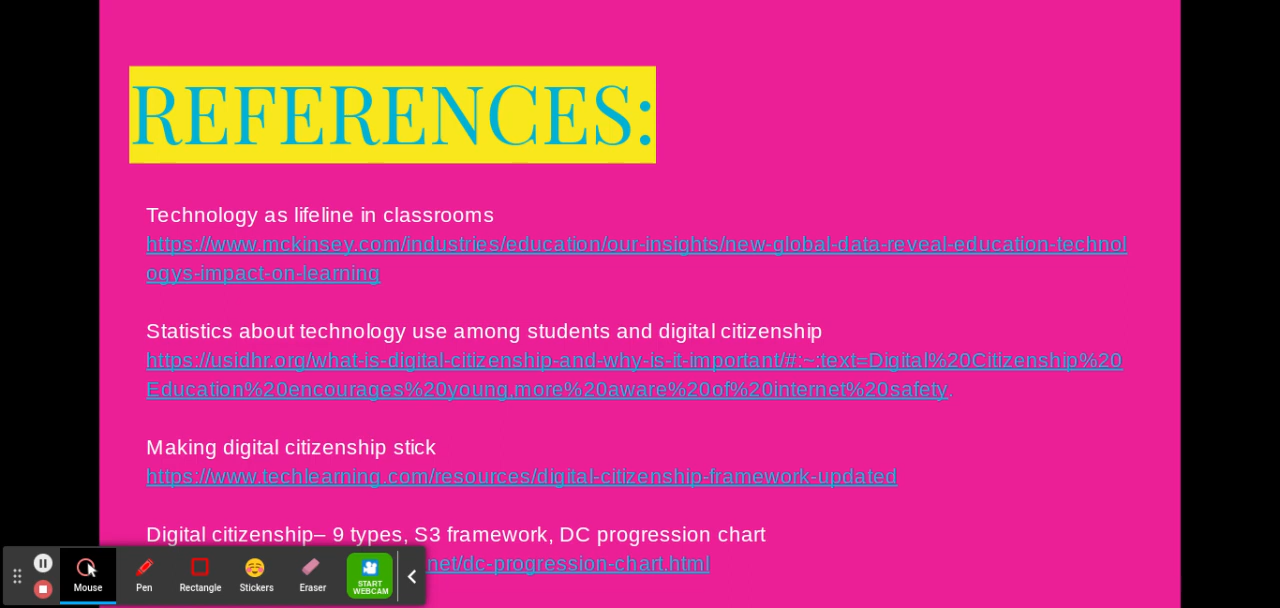 REFERENCES:
Technology as lifeline in classrooms
https://www.mckinsey.com/industries/education/our-insights/new-global-data-reveal-education-technol
ogys-impact-on-learning
Statistics about technology use among students and digital citizenship
https://usidhr.org/what-is-digital-citizenship-and-why-is-it-important/#:~:text=Digital%20Citizenship%20
Education%20encourages%20young,more%20aware%20of%20internet%20safety.
Making digital citizenship stick
https://www.techlearning.com/resources/digital-citizenship-framework-updated
Digital citizenship– 9 types, S3 framework, DC progression chart
net/dc-progression-chart.html
Mouse
Pen
Rectangle
Stickers
Eraser
START
WEBCAM